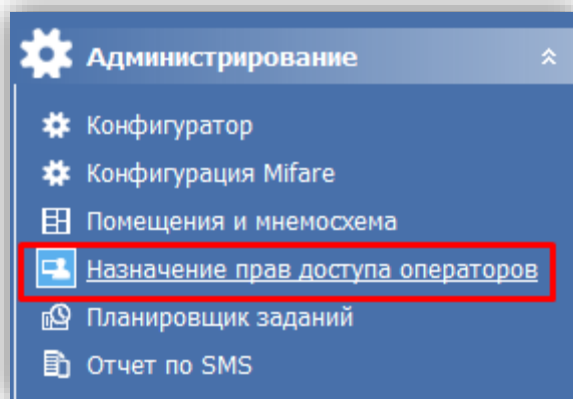 Администрирование
Конфигуратор
Конфигурация Mifare
Помещения и мнемосхема
Назначение прав доступа операторов
Планировщик заданий
Отчет по SMS